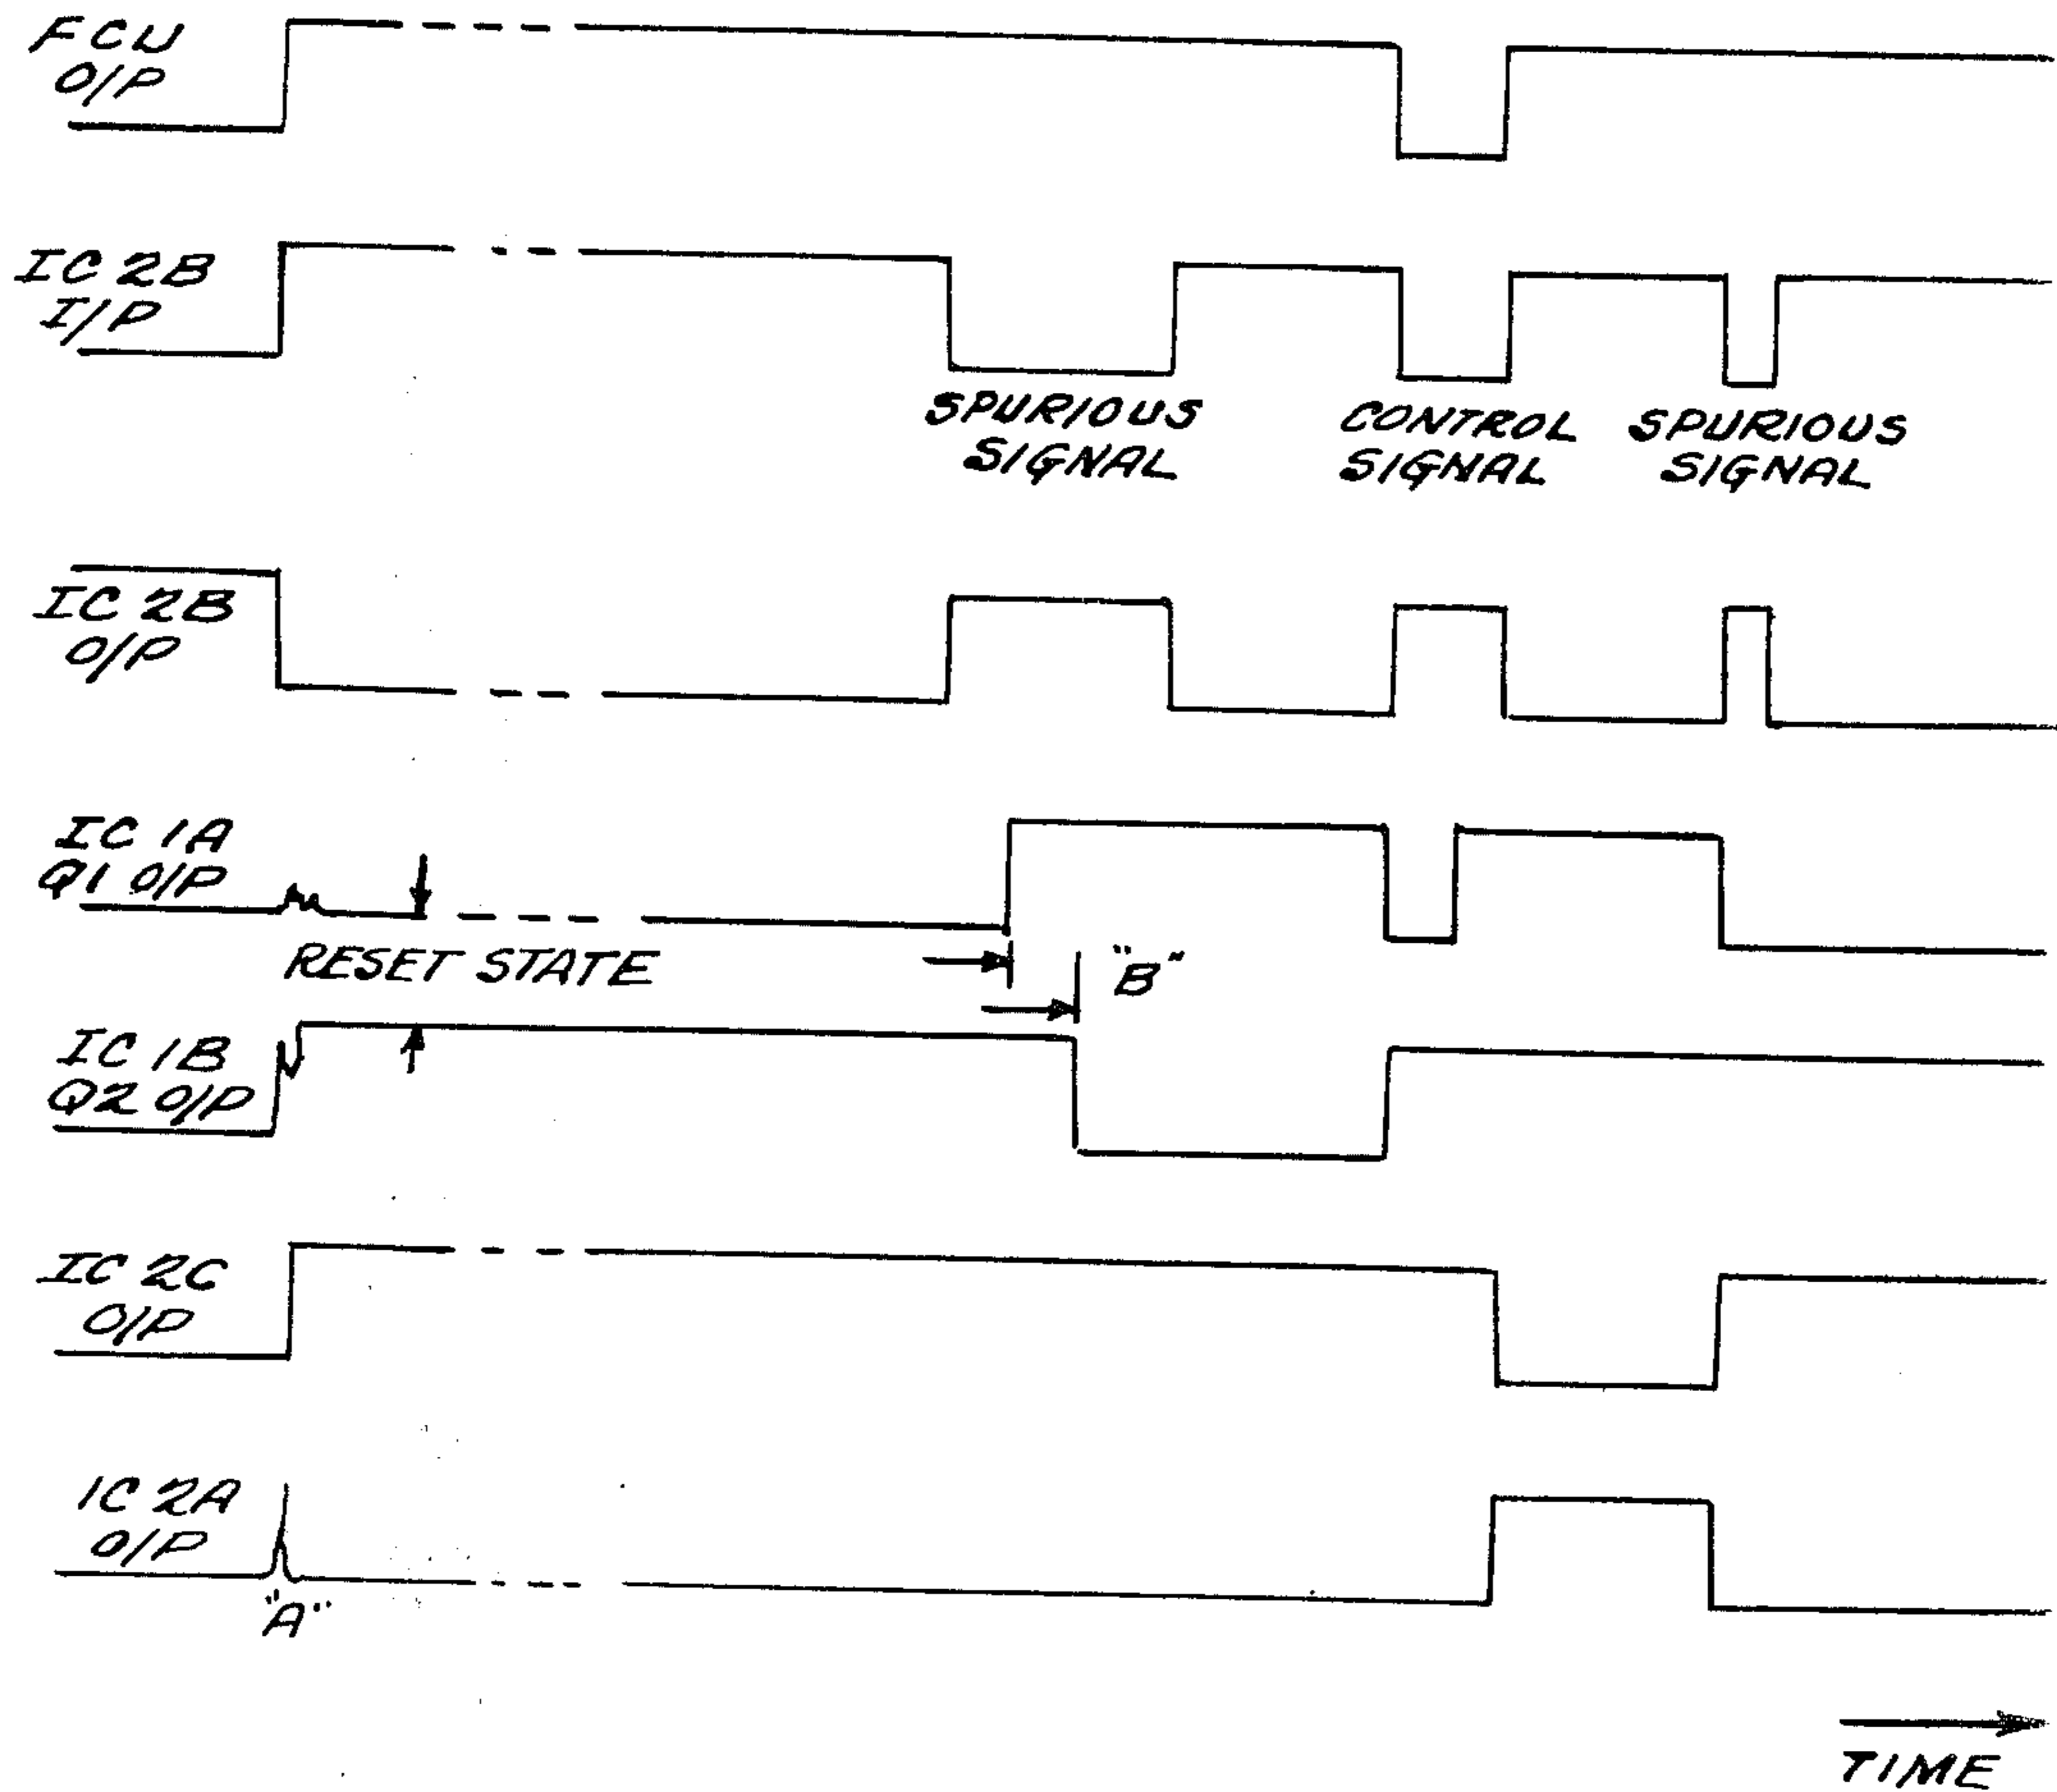 FCU
O/P
IC 2B
I/P
SPURIOUS
SIGNAL
CONTROL
SIGNAL
SPURIOUS
SIGNAL
IC 2B
O/P
IC 1A
Q1 O/P
RESET STATE
"B"
IC 1B
Q2 O/P
IC 2C
O/P
IC 2A
O/P
"A"
TIME